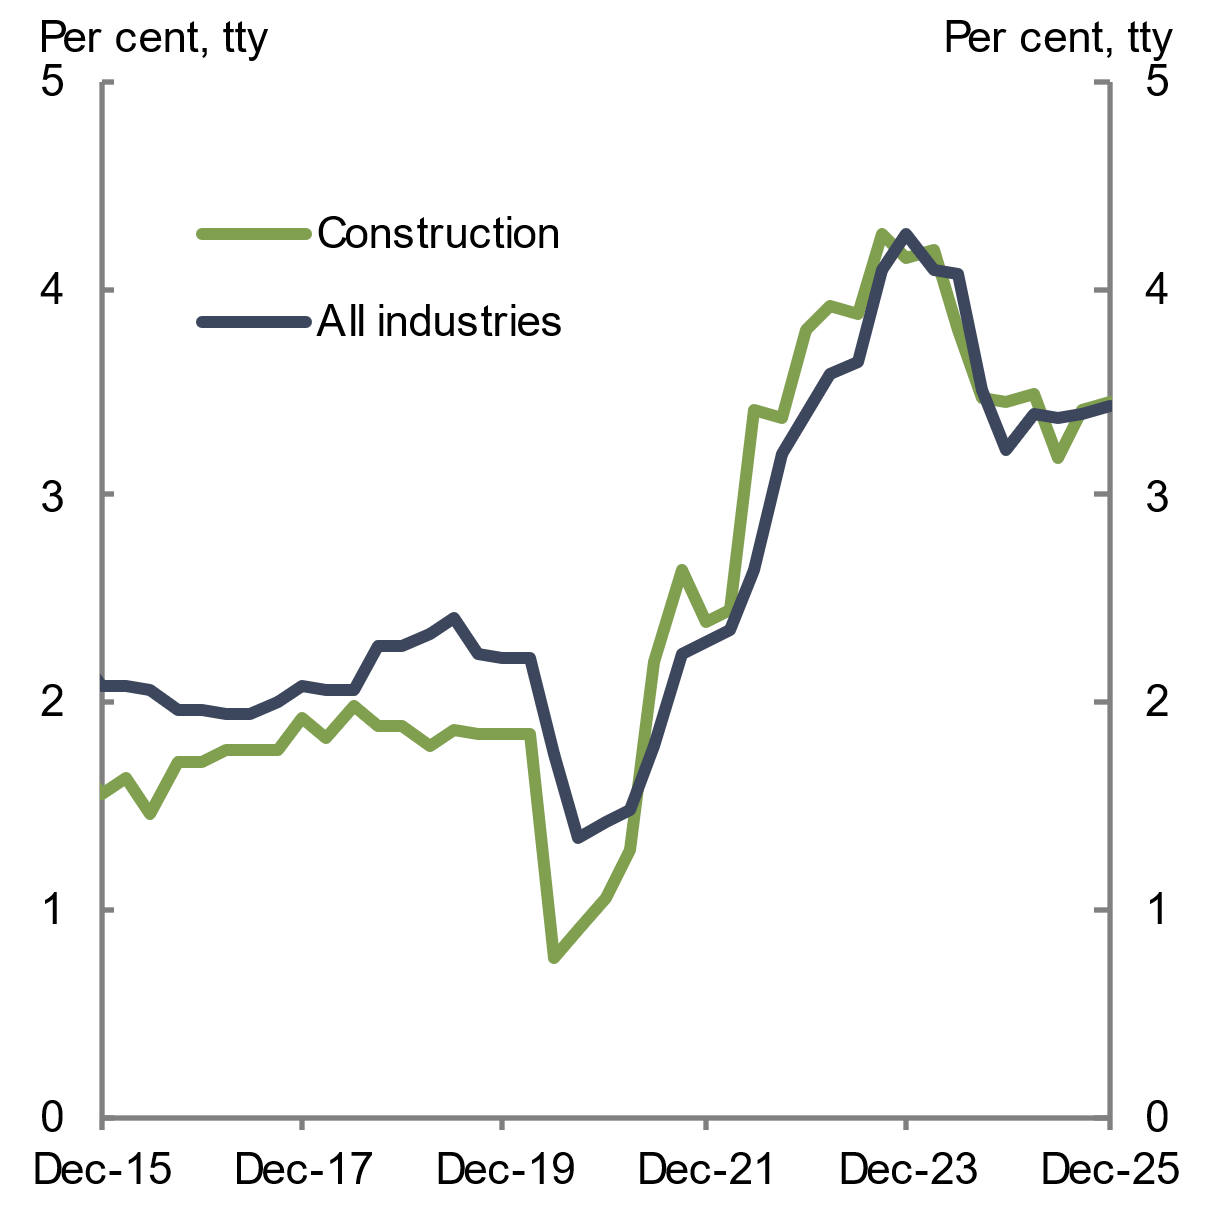 Per cent, tty Per cent, tty
5 5
Construction
4 4
All industries
3 3
2 2
1 1
0 0
Dec-15 Dec-17 Dec-19 Dec-21 Dec-23 Dec-25